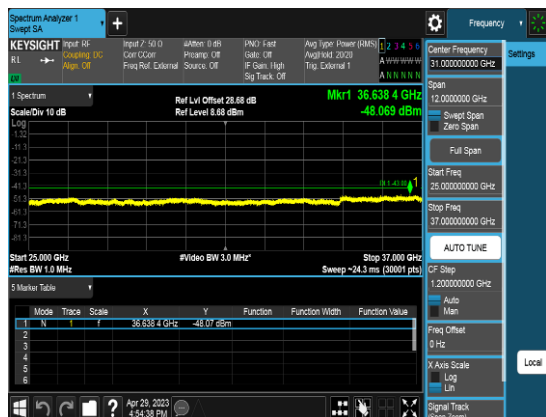 Spectrum Analyzer 1
Swept SA
Frequency
KEYSIGHT
Input: RF
Coupling: DC
Align: Off
Input Z: 50 Ω
Corr CCorr
Freq Ref: External
#Atten: 0 dB
Preamp: Off
Source: Off
PNO: Fast
Gate: Off
IF Gain: High
Sig Track: Off
Avg Type: Power (RMS)
Avg|Hold: 20/20
Trig: External 1
1 2 3 4 5 6
A W W W W W
A N N N N N
RL
1 Spectrum
Scale/Div 10 dB
Log
Ref Lvl Offset 28.68 dB
Ref Level 8.68 dBm
Mkr1 36.638 4 GHz
-48.069 dBm
1.32
-11.3
-21.3
-31.3
-41.3
-51.3
-61.3
-71.3
-81.3
1
Start 25.000 GHz
#Res BW 1.0 MHz
#Video BW 3.0 MHz*
Stop 37.000 GHz
Sweep ~24.3 ms (30001 pts)
5 Marker Table
Mode Trace Scale X Y Function Function Width Function Value
1 N 1 f 36.638 4 GHz -48.07 dBm
2
3
4
5
6
Apr 29, 2023
4:54:38 PM
Center Frequency
31.000000000 GHz
Settings
Span
12.0000000 GHz
Swept Span
Zero Span
Full Span
Start Freq
25.000000000 GHz
Stop Freq
37.000000000 GHz
AUTO TUNE
CF Step
1.200000000 GHz
Auto
Man
Freq Offset
0 Hz
X Axis Scale
Log
Lin
Local
Signal Track
(Span Zoom)